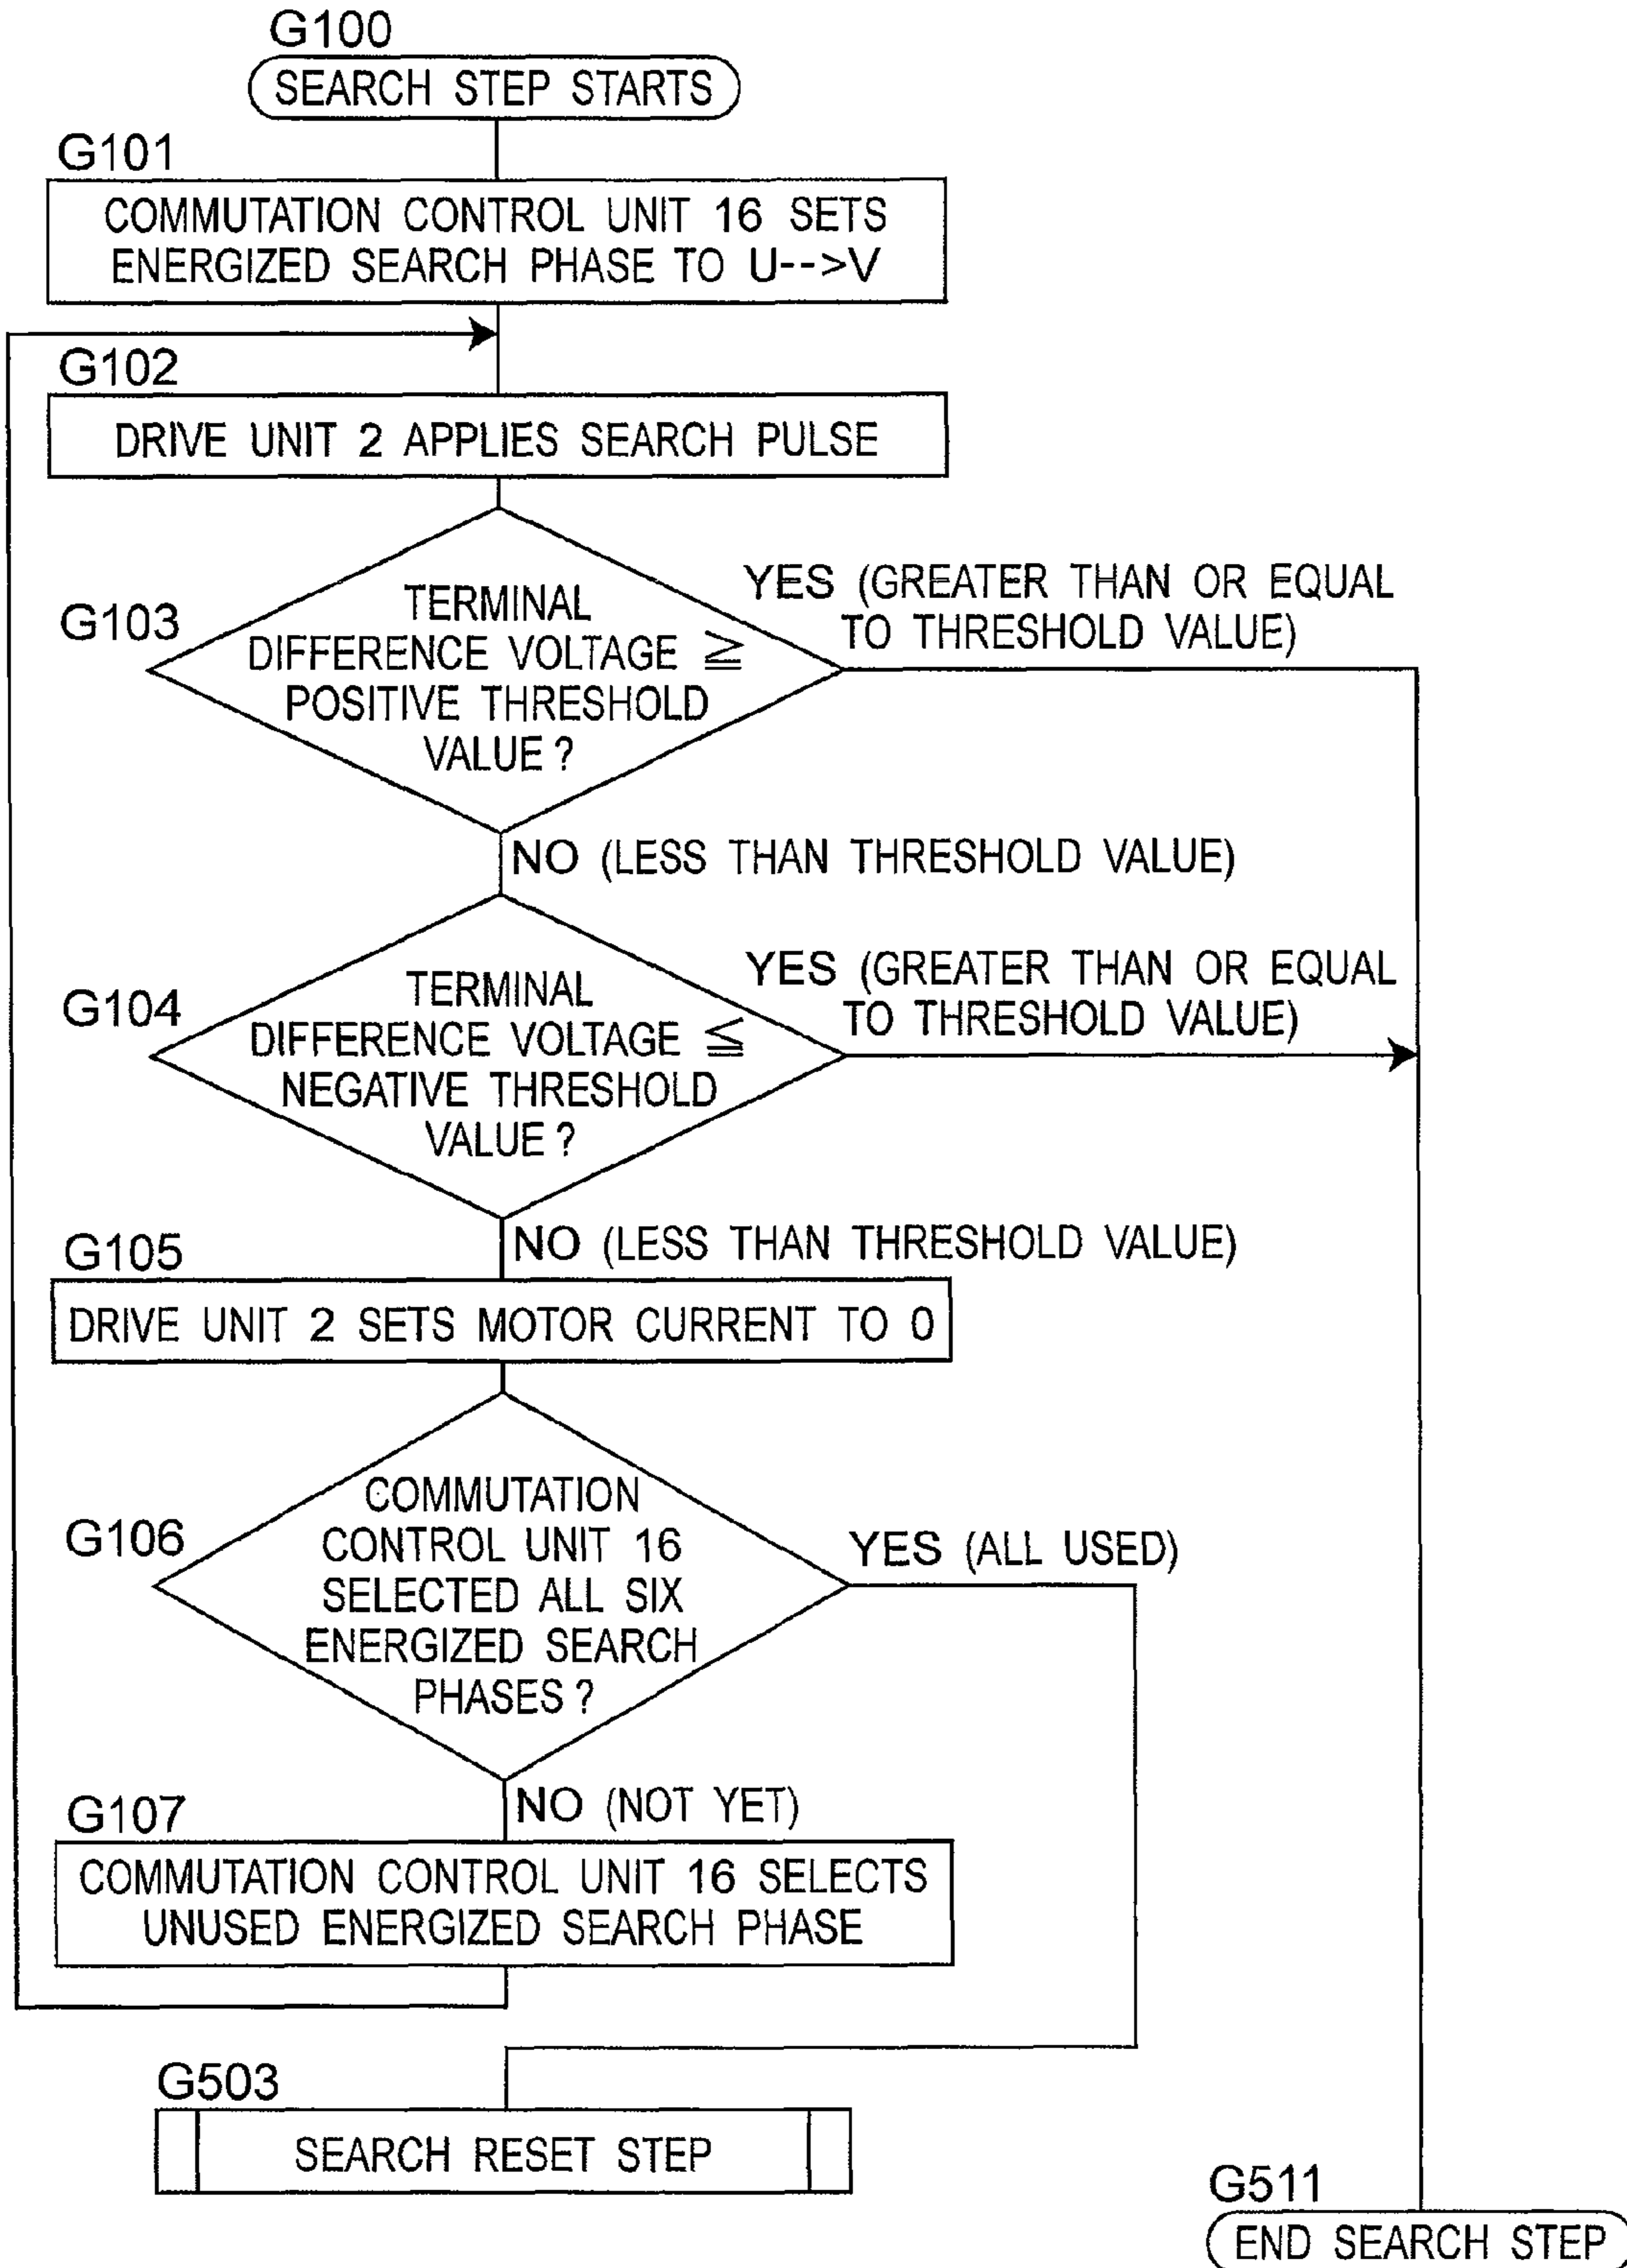 G100
SEARCH STEP STARTS
G101
COMMUTATION CONTROL UNIT 16 SETS
ENERGIZED SEARCH PHASE TO U-->V
G102
DRIVE UNIT 2 APPLIES SEARCH PULSE
G103
TERMINAL
DIFFERENCE VOLTAGE ≧
POSITIVE THRESHOLD
VALUE ?
YES (GREATER THAN OR EQUAL
TO THRESHOLD VALUE)
NO (LESS THAN THRESHOLD VALUE)
G104
TERMINAL
DIFFERENCE VOLTAGE ≦
NEGATIVE THRESHOLD
VALUE ?
YES (GREATER THAN OR EQUAL
TO THRESHOLD VALUE)
NO (LESS THAN THRESHOLD VALUE)
G105
DRIVE UNIT 2 SETS MOTOR CURRENT TO 0
G106
COMMUTATION
CONTROL UNIT 16
SELECTED ALL SIX
ENERGIZED SEARCH
PHASES ?
YES (ALL USED)
NO (NOT YET)
G107
COMMUTATION CONTROL UNIT 16 SELECTS
UNUSED ENERGIZED SEARCH PHASE
G503
SEARCH RESET STEP
G511
END SEARCH STEP